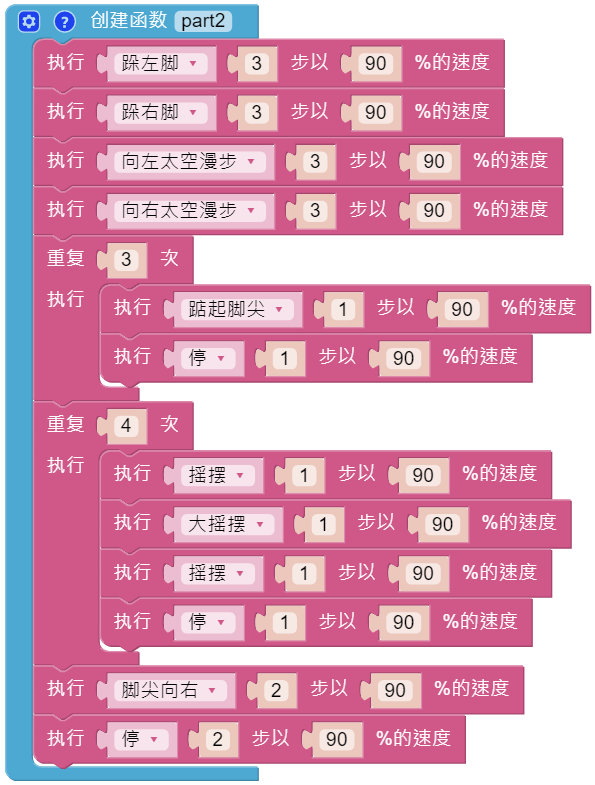 创建函数 part2
执行 跺左脚 3 步以 90 %的速度
执行 跺右脚 3 步以 90 %的速度
执行 向左太空漫步 3 步以 90 %的速度
执行 向右太空漫步 3 步以 90 %的速度
重复 3 次
执行 执行 踮起脚尖 1 步以 90 %的速度
执行 停 1 步以 90 %的速度
重复 4 次
执行 执行 摇摆 1 步以 90 %的速度
执行 大摇摆 1 步以 90 %的速度
执行 摇摆 1 步以 90 %的速度
执行 停 1 步以 90 %的速度
执行 脚尖向右 2 步以 90 %的速度
执行 停 2 步以 90 %的速度